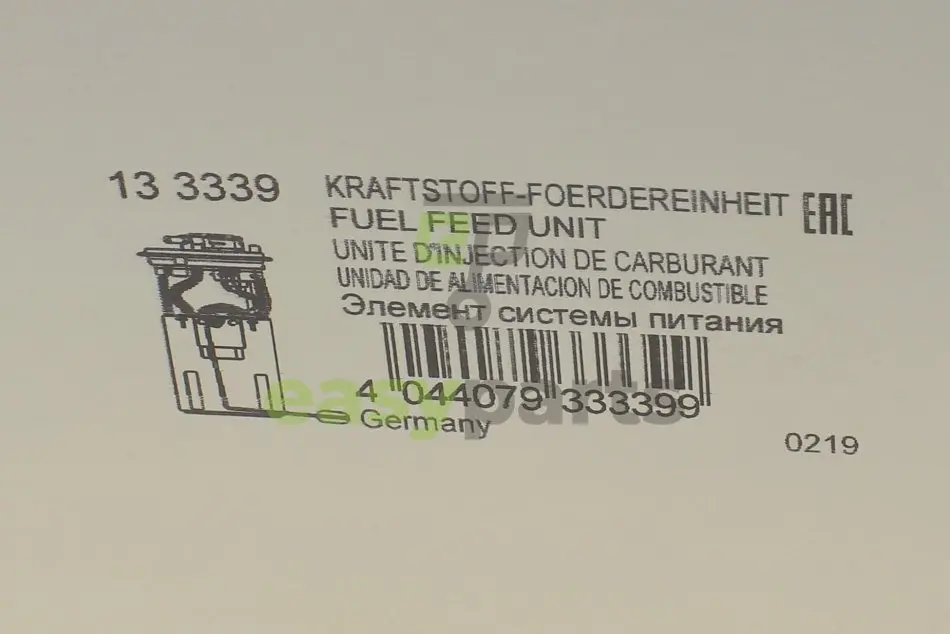 13 3339
KRAFTSTOFF-FOERDEREINHEIT
EAC
FUEL FEED UNIT
UNITE D'INJECTION DE CARBURANT
UNIDAD DE ALIMENTACION DE COMBUSTIBLE
Элемент системы питания
4 044079 333399
Germany
0219
easyparts